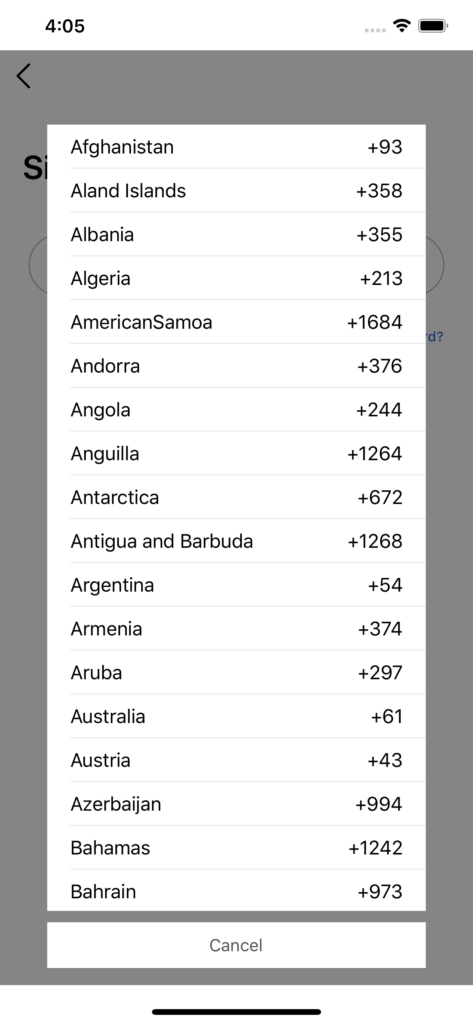 4:05
Si
Afghanistan +93
Aland Islands +358
Albania +355
Algeria +213
AmericanSamoa +1684
rd?
Andorra +376
Angola +244
Anguilla +1264
Antarctica +672
Antigua and Barbuda +1268
Argentina +54
Armenia +374
Aruba +297
Australia +61
Austria +43
Azerbaijan +994
Bahamas +1242
Bahrain +973
Cancel